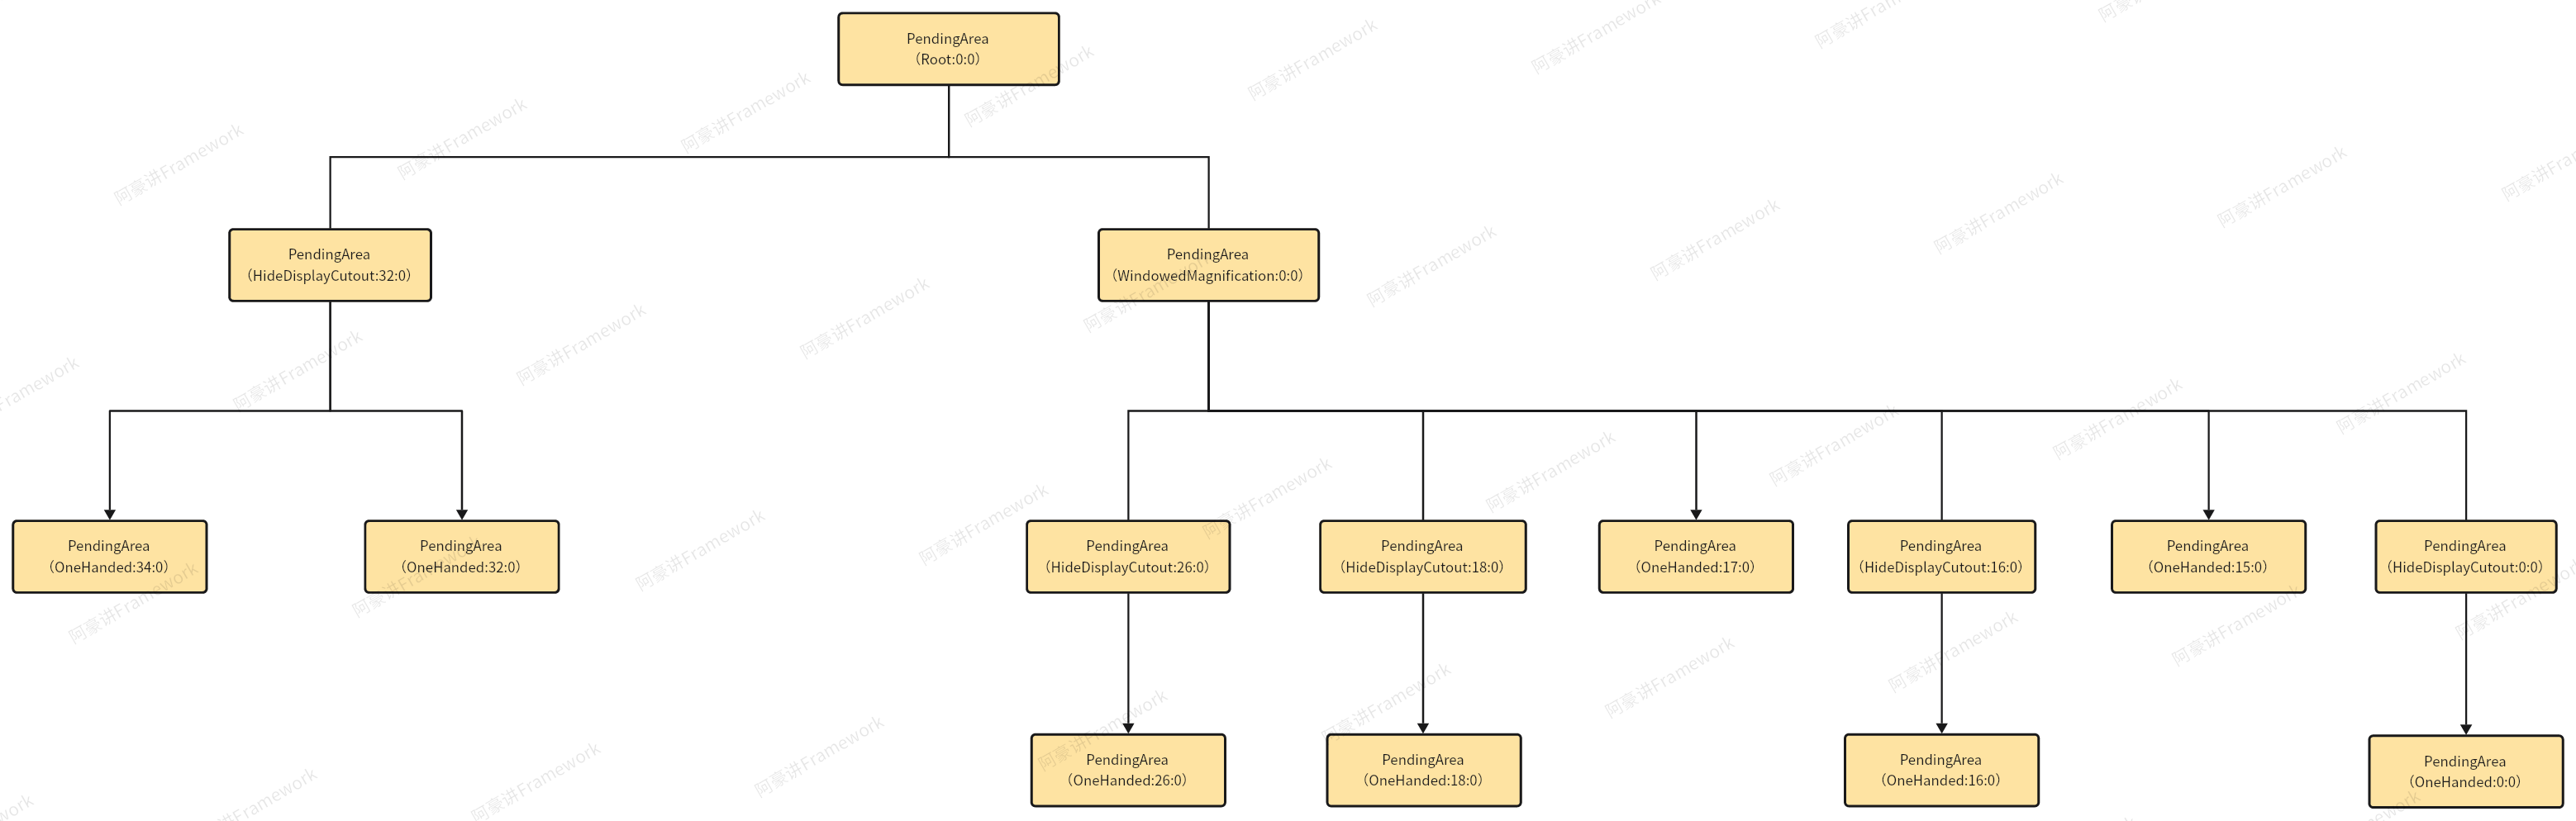 PendingArea
（Root:0:0）
PendingArea
（HideDisplayCutout:32:0）
PendingArea
（WindowedMagnification:0:0）
PendingArea
（OneHanded:34:0）
PendingArea
（OneHanded:32:0）
PendingArea
（HideDisplayCutout:26:0）
PendingArea
（HideDisplayCutout:18:0）
PendingArea
（OneHanded:17:0）
PendingArea
（HideDisplayCutout:16:0）
PendingArea
（OneHanded:15:0）
PendingArea
（HideDisplayCutout:0:0）
PendingArea
（OneHanded:26:0）
PendingArea
（OneHanded:18:0）
PendingArea
（OneHanded:16:0）
PendingArea
（OneHanded:0:0）
阿豪讲Framework